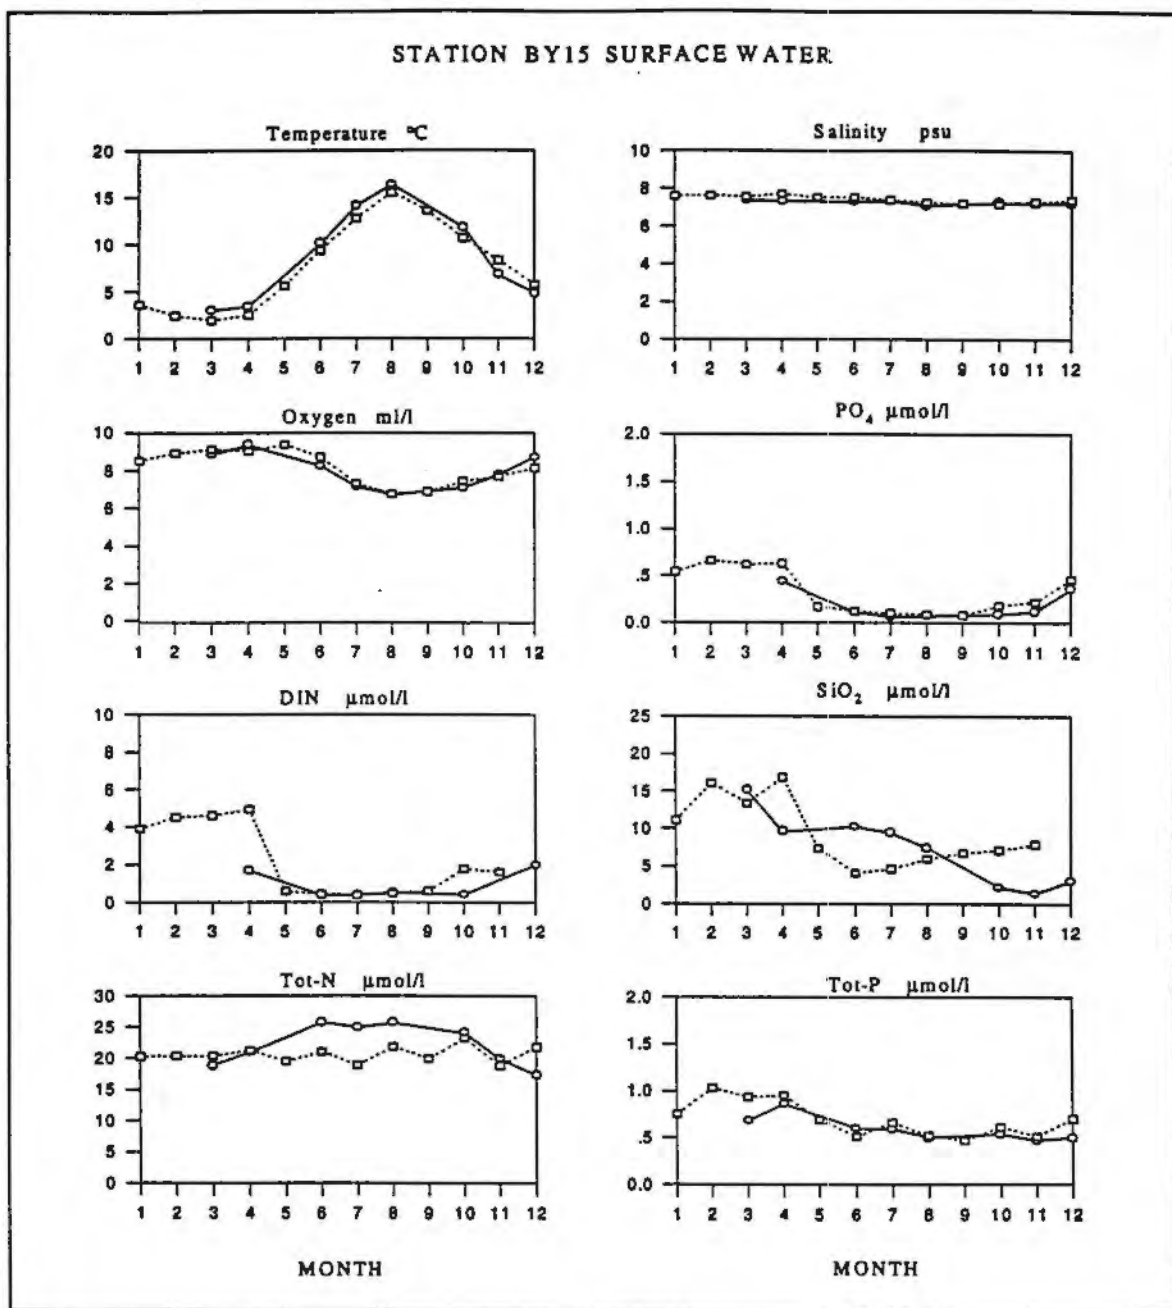 STATION BY15 SURFACE WATER
Temperature °C
20
15
10
5
0
1 2 3 4 5 6 7 8 9 10 11 12
Salinity psu
10
8
6
4
2
0
1 2 3 4 5 6 7 8 9 10 11 12
Oxygen ml/l
10
8
6
4
2
0
1 2 3 4 5 6 7 8 9 10 11 12
PO₄ µmol/l
2.0
1.5
1.0
.5
0.0
1 2 3 4 5 6 7 8 9 10 11 12
DIN µmol/l
10
8
6
4
2
0
1 2 3 4 5 6 7 8 9 10 11 12
SiO₂ µmol/l
25
20
15
10
5
0
1 2 3 4 5 6 7 8 9 10 11 12
Tot-N µmol/l
30
25
20
15
10
5
0
1 2 3 4 5 6 7 8 9 10 11 12
Tot-P µmol/l
2.0
1.5
1.0
.5
0.0
1 2 3 4 5 6 7 8 9 10 11 12
MONTH
MONTH